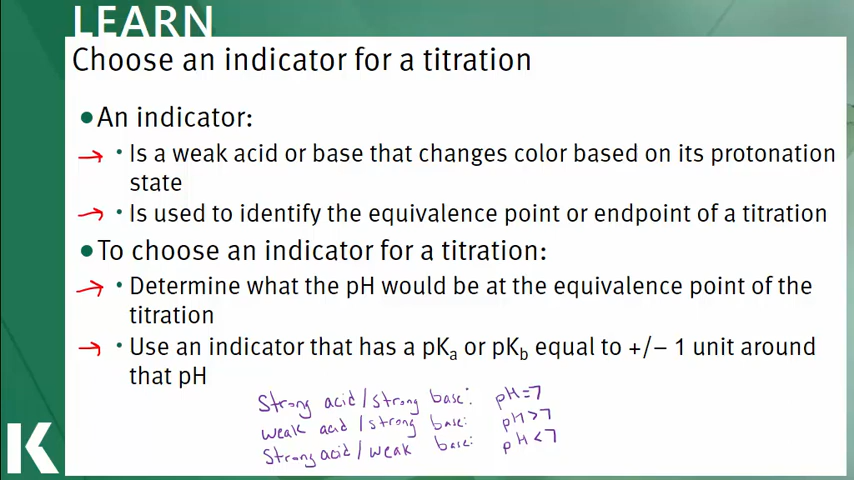 LEARN
Choose an indicator for a titration
•An indicator:
• Is a weak acid or base that changes color based on its protonation
state
• Is used to identify the equivalence point or endpoint of a titration
•To choose an indicator for a titration:
• Determine what the pH would be at the equivalence point of the
titration
• Use an indicator that has a pKₐ or pK_b equal to +/– 1 unit around
that pH
Strong acid/strong base: pH=7
weak acid/strong base: pH>7
Strong acid/weak base: pH<7
K